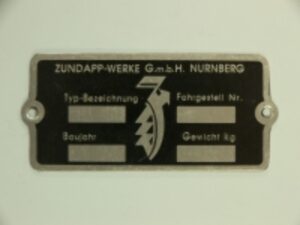 ZUNDAPP-WERKE G.m.b.H. NURNBERG
Typ-Bezeichnung Fahrgestell Nr.
Baujahr Gewicht kg